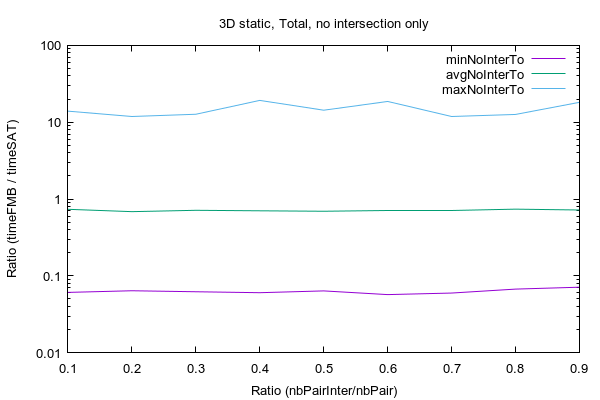 3D static, Total, no intersection only
100
10
1
0.1
0.01
Ratio (timeFMB / timeSAT)
minNoInterTo
avgNoInterTo
maxNoInterTo
0.1 0.2 0.3 0.4 0.5 0.6 0.7 0.8 0.9
Ratio (nbPairInter/nbPair)